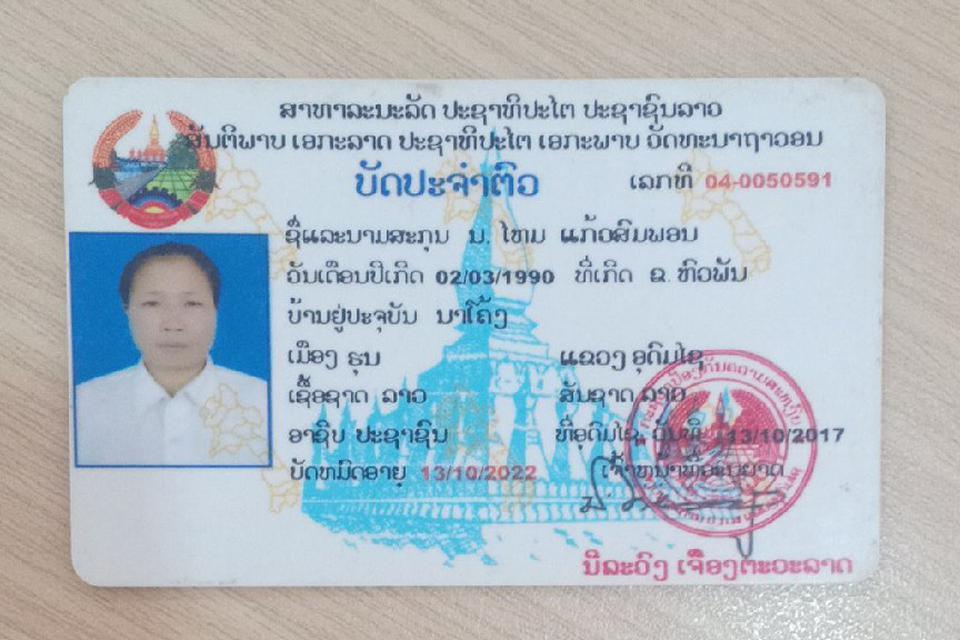 ສາທາລະນະລັດ ປະຊາທິປະໄຕ ປະຊາຊົນລາວ
ສັນຕິພາບ ເອກະລາດ ປະຊາທິປະໄຕ ເອກະພາບ ວັດທະນາຖາວອນ
ບັດປະຈຳຕົວ ເລກທີ 04-0050591
ຊື່ແລະນາມສະກຸນ ນ. ໄຫມ ແກ້ວສົມພອນ
ວັນເດືອນປີເກີດ 02/03/1990 ທີ່ເກີດ ຂ. ຫົວພັນ
ບ້ານຢູ່ປະຈຸບັນ ນາໂຄ້ງ
ເມືອງ ຮຸນ ແຂວງ ອຸດົມໄຊ
ເຊື້ອຊາດ ລາວ ສັນຊາດ ລາວ
ອາຊີບ ປະຊາຊົນ ທີ່ອຸດົມໄຊ, ວັນທີ 13/10/2017
ບັດຫມົດອາຍຸ 13/10/2022 ເຈົ້າຫນ້າທີ່ອະນຸຍາດ
ນິລະວົງ ເຈືອງຕະວະລາດ